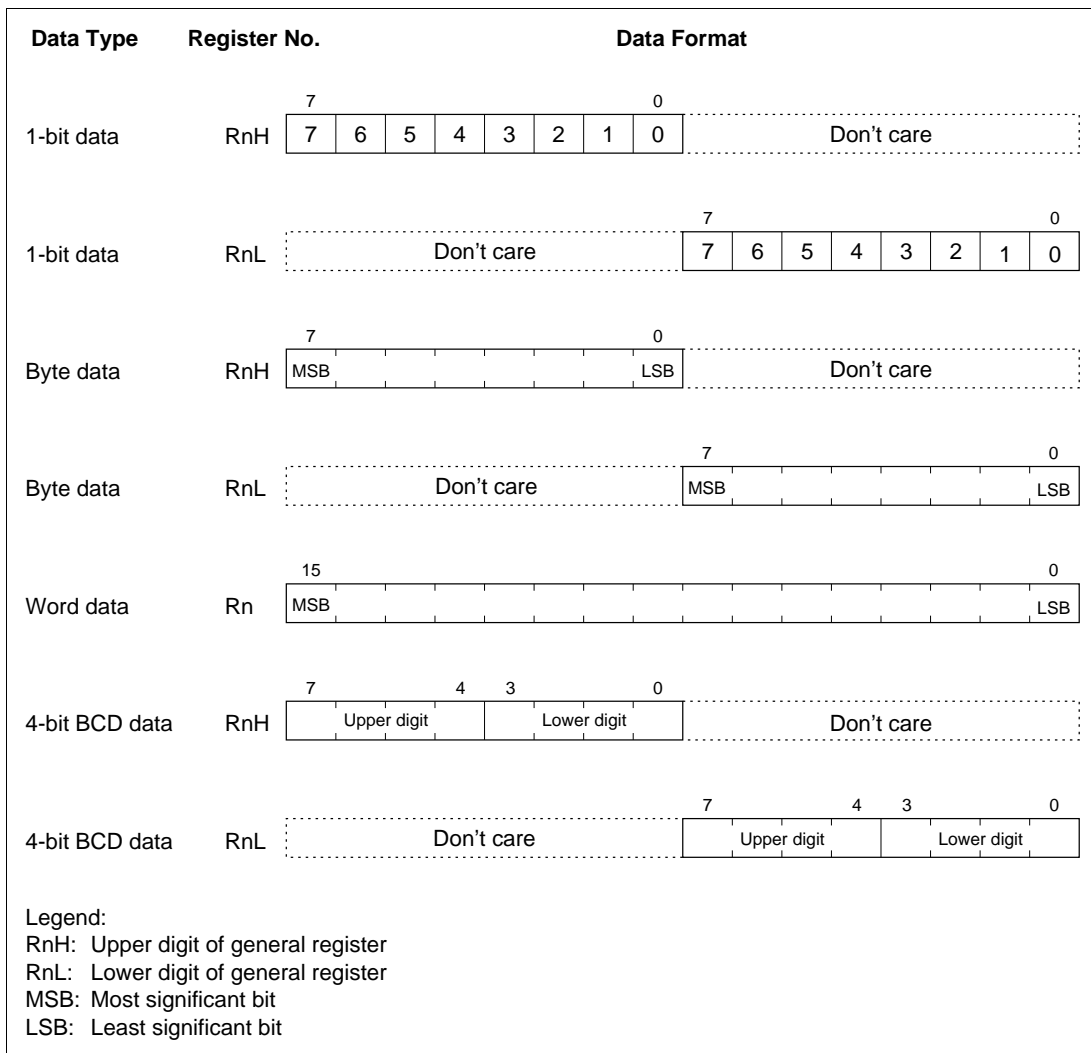 Data Type Register No. Data Format
7 0
1-bit data RnH 7 6 5 4 3 2 1 0 Don't care
7 0
1-bit data RnL Don't care 7 6 5 4 3 2 1 0
7 0
Byte data RnH MSB LSB Don't care
7 0
Byte data RnL Don't care MSB LSB
15 0
Word data Rn MSB LSB
7 4 3 0
4-bit BCD data RnH Upper digit Lower digit Don't care
7 4 3 0
4-bit BCD data RnL Don't care Upper digit Lower digit
Legend:
RnH: Upper digit of general register
RnL: Lower digit of general register
MSB: Most significant bit
LSB: Least significant bit